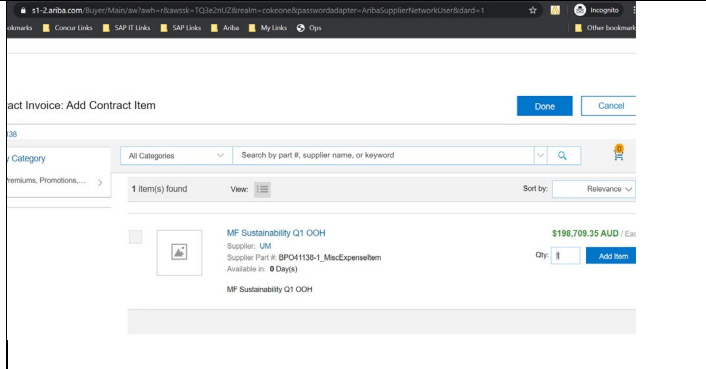 s1-2.ariba.com/Buyer/Main/aw?awh=r&awssk=TQ3e2nUZ&realm=cokeone&passwordadapter=AribaSupplierNetworkUser&dard=1 Incognito
okmarks Concur Links SAP IT Links SAP Links Ariba My Links Ops Other bookmark
act Invoice: Add Contract Item Done Cancel
138
y Category All Categories Search by part #, supplier name, or keyword 0
Premiums, Promotions,...
1 item(s) found View: Sort by: Relevance
MF Sustainability Q1 OOH $198,709.35 AUD / Eac
Supplier: UM
Supplier Part #: BPO41138-1_MiscExpenseItem Qty: 1 Add Item
Available in: 0 Day(s)
MF Sustainability Q1 OOH